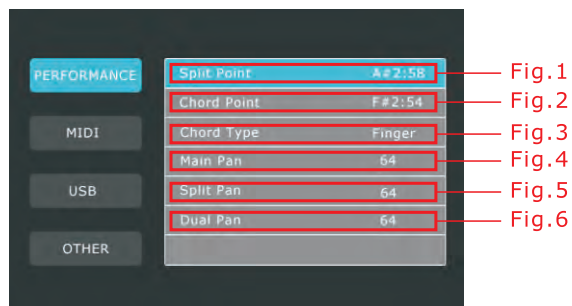 PERFORMANCE
MIDI
USB
OTHER
Split Point A#2:58 Fig.1
Chord Point F#2:54 Fig.2
Chord Type Finger Fig.3
Main Pan 64 Fig.4
Split Pan 64 Fig.5
Dual Pan 64 Fig.6